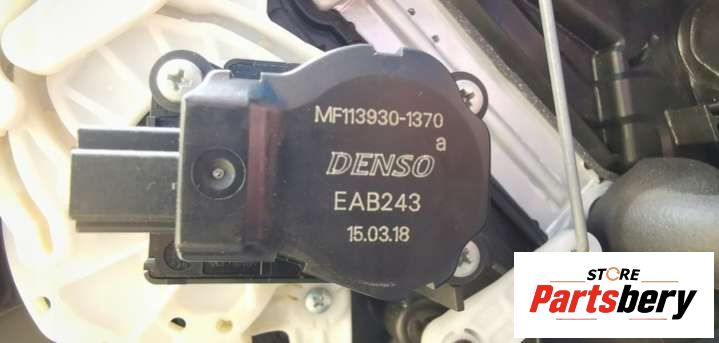 MF113930-1370
a
DENSO
EAB243
15.03.18
STORE
Partsbery